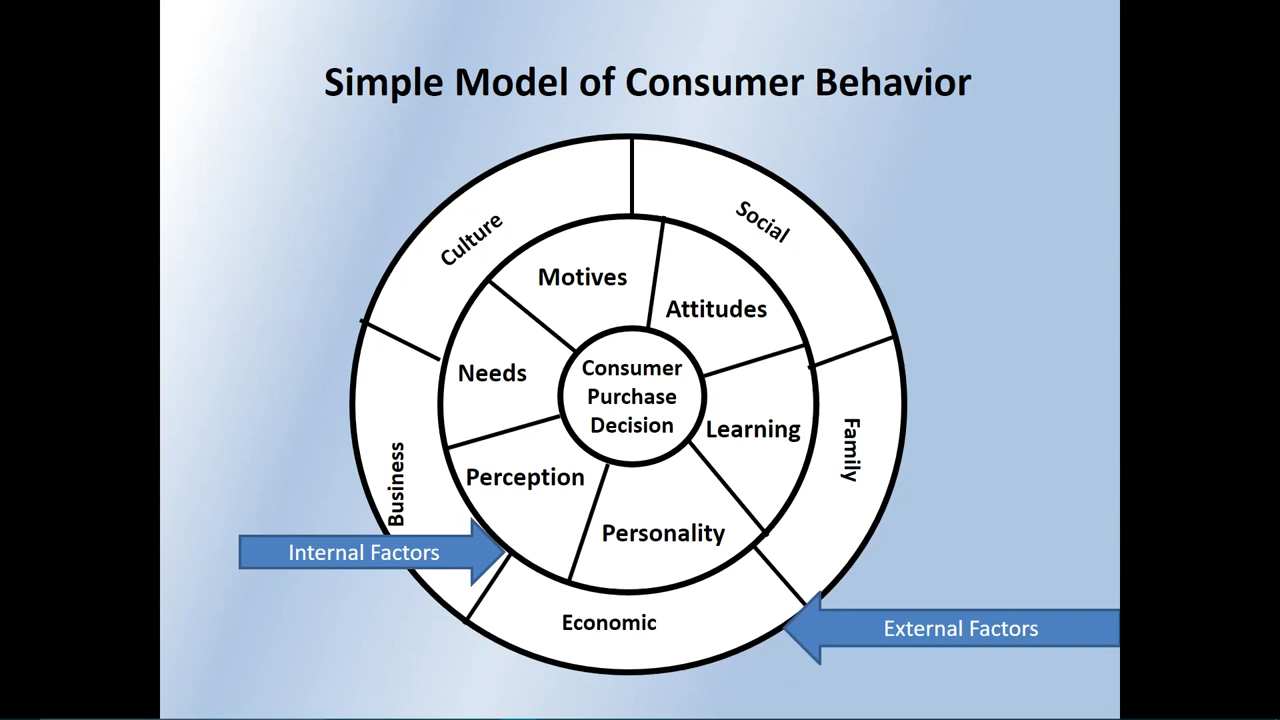 Simple Model of Consumer Behavior
Culture
Social
Motives
Attitudes
Needs
Consumer
Purchase
Decision
Learning
Family
Business
Perception
Personality
Internal Factors
Economic
External Factors